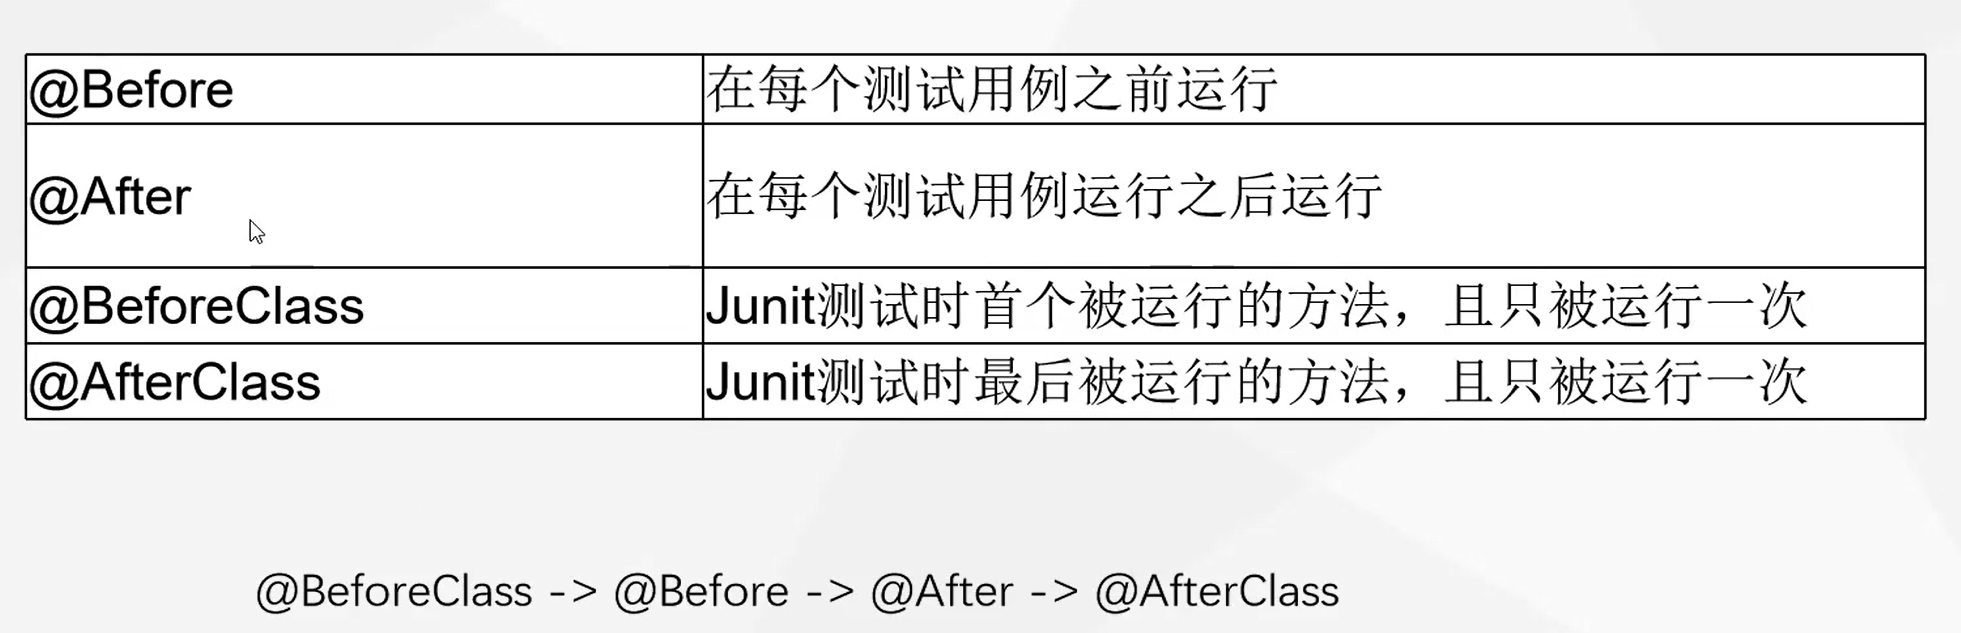 @Before 在每个测试用例之前运行
@After 在每个测试用例运行之后运行
@BeforeClass Junit测试时首个被运行的方法，且只被运行一次
@AfterClass Junit测试时最后被运行的方法，且只被运行一次
@BeforeClass -> @Before -> @After -> @AfterClass